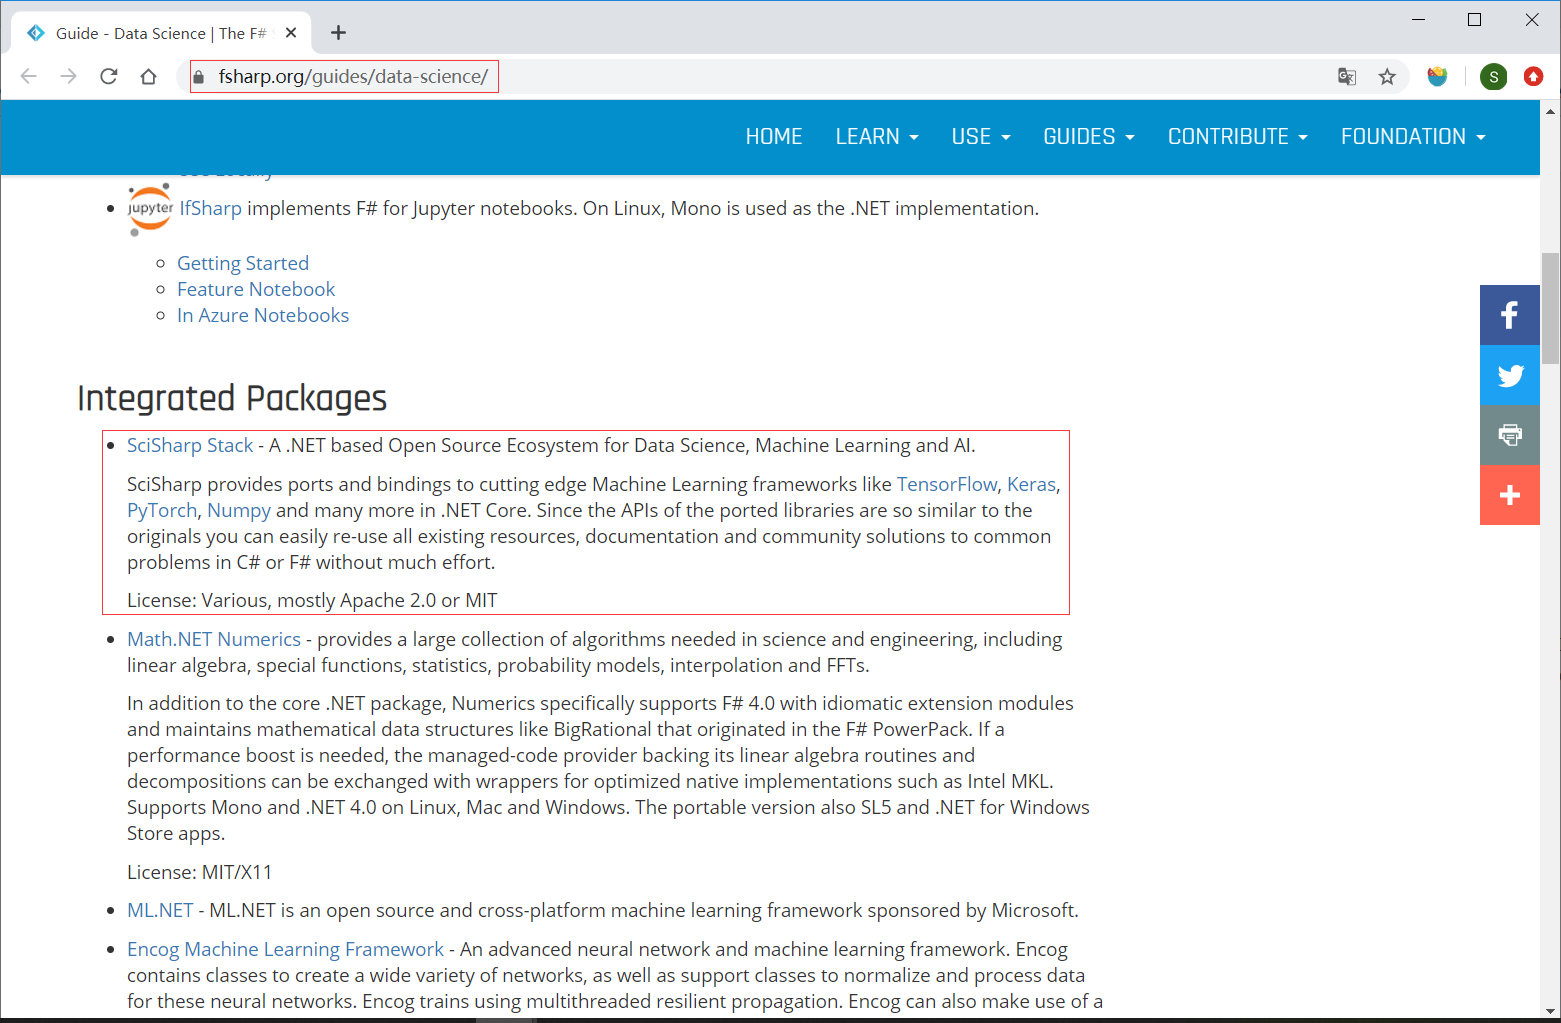 Guide - Data Science | The F#
fsharp.org/guides/data-science/
S
HOME LEARN USE GUIDES CONTRIBUTE FOUNDATION
jupyter IfSharp implements F# for Jupyter notebooks. On Linux, Mono is used as the .NET implementation.
Getting Started
Feature Notebook
In Azure Notebooks
Integrated Packages
SciSharp Stack - A .NET based Open Source Ecosystem for Data Science, Machine Learning and AI.
SciSharp provides ports and bindings to cutting edge Machine Learning frameworks like TensorFlow, Keras,
PyTorch, Numpy and many more in .NET Core. Since the APIs of the ported libraries are so similar to the
originals you can easily re-use all existing resources, documentation and community solutions to common
problems in C# or F# without much effort.
License: Various, mostly Apache 2.0 or MIT
Math.NET Numerics - provides a large collection of algorithms needed in science and engineering, including
linear algebra, special functions, statistics, probability models, interpolation and FFTs.
In addition to the core .NET package, Numerics specifically supports F# 4.0 with idiomatic extension modules
and maintains mathematical data structures like BigRational that originated in the F# PowerPack. If a
performance boost is needed, the managed-code provider backing its linear algebra routines and
decompositions can be exchanged with wrappers for optimized native implementations such as Intel MKL.
Supports Mono and .NET 4.0 on Linux, Mac and Windows. The portable version also SL5 and .NET for Windows
Store apps.
License: MIT/X11
ML.NET - ML.NET is an open source and cross-platform machine learning framework sponsored by Microsoft.
Encog Machine Learning Framework - An advanced neural network and machine learning framework. Encog
contains classes to create a wide variety of networks, as well as support classes to normalize and process data
for these neural networks. Encog trains using multithreaded resilient propagation. Encog can also make use of a